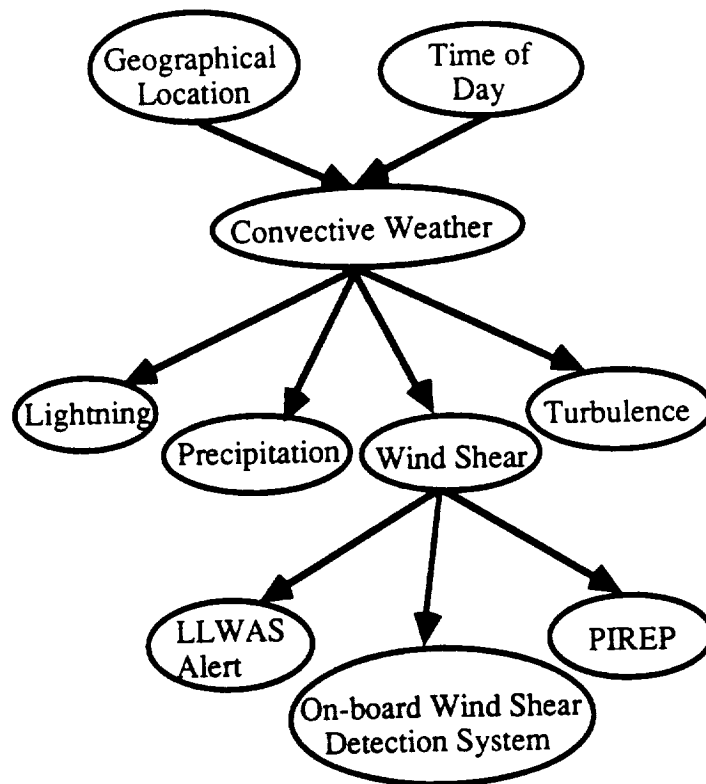 Geographical
Location
Time of
Day
Convective Weather
Lightning
Precipitation
Wind Shear
Turbulence
LLWAS
Alert
On-board Wind Shear
Detection System
PIREP